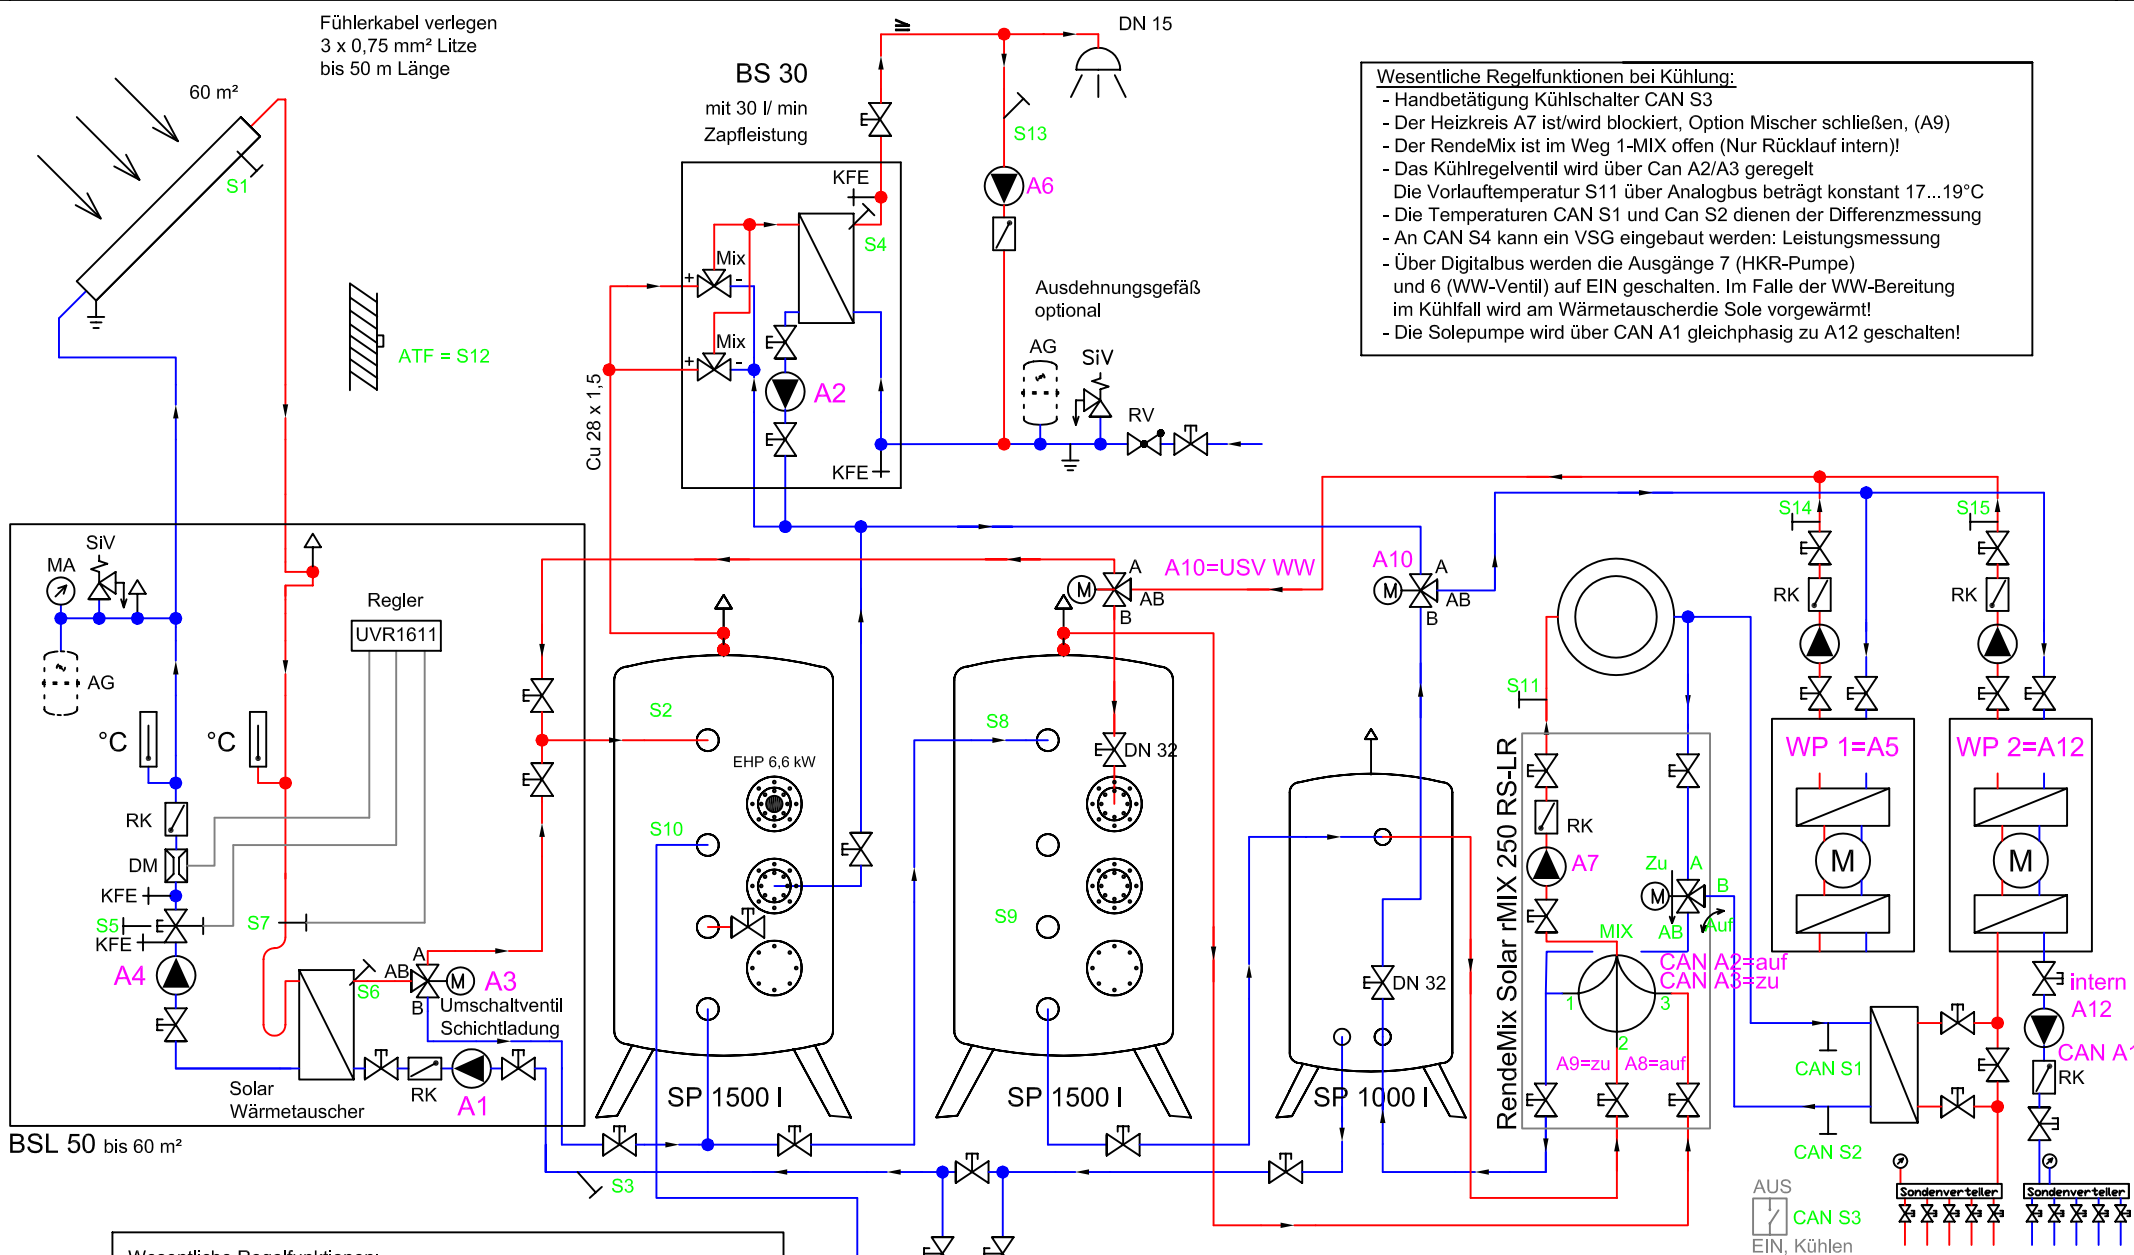 Fühlerkabel verlegen
3 x 0,75 mm² Litze
bis 50 m Länge
DN 15
60 m²
BS 30
mit 30 l/ min
Zapfleistung
Wesentliche Regelfunktionen bei Kühlung:
- Handbetätigung Kühlschalter CAN S3
- Der Heizkreis A7 ist/wird blockiert, Option Mischer schließen, (A9)
- Der RendeMix ist im Weg 1-MIX offen (Nur Rücklauf intern)!
- Das Kühlregelventil wird über Can A2/A3 geregelt
Die Vorlauftemperatur S11 über Analogbus beträgt konstant 17...19°C
- Die Temperaturen CAN S1 und Can S2 dienen der Differenzmessung
- An CAN S4 kann ein VSG eingebaut werden: Leistungsmessung
- Über Digitalbus werden die Ausgänge 7 (HKR-Pumpe)
und 6 (WW-Ventil) auf EIN geschalten. Im Falle der WW-Bereitung
im Kühlfall wird am Wärmetauscherdie Sole vorgewärmt!
- Die Solepumpe wird über CAN A1 gleichphasig zu A12 geschalten!
S1
S13
KFE
A6
S4
Mix
+
-
Ausdehnungsgefäß
optional
ATF = S12
Mix
+
-
A2
AG
SiV
RV
Cu 28 x 1,5
KFE
S14
S15
MA
SiV
Regler
UVR1611
AG
A
A10=USV WW
M
AB
B
A10
A
M
AB
B
RK
RK
°C
°C
S2
S8
S11
EHP 6,6 kW
DN 32
WP 1=A5
WP 2=A12
RK
DM
KFE
S5
KFE
S7
S10
S9
RendeMix Solar rMIX 250 RS-LR
RK
A7
Zu
A
M
B
AB
Auf
M
M
MIX
CAN A2=auf
CAN A3=zu
A4
S6
AB
A
M
A3
B
Umschaltventil
Schichtladung
DN 32
1
3
2
intern
A12
CAN A1
RK
A9=zu
A8=auf
CAN S1
Solar
Wärmetauscher
RK
A1
SP 1500 l
SP 1500 l
SP 1000 l
BSL 50 bis 60 m²
CAN S2
S3
AUS
CAN S3
EIN, Kühlen
Sondenverteiler
Sondenverteiler
Wesentliche Regelfunktionen: